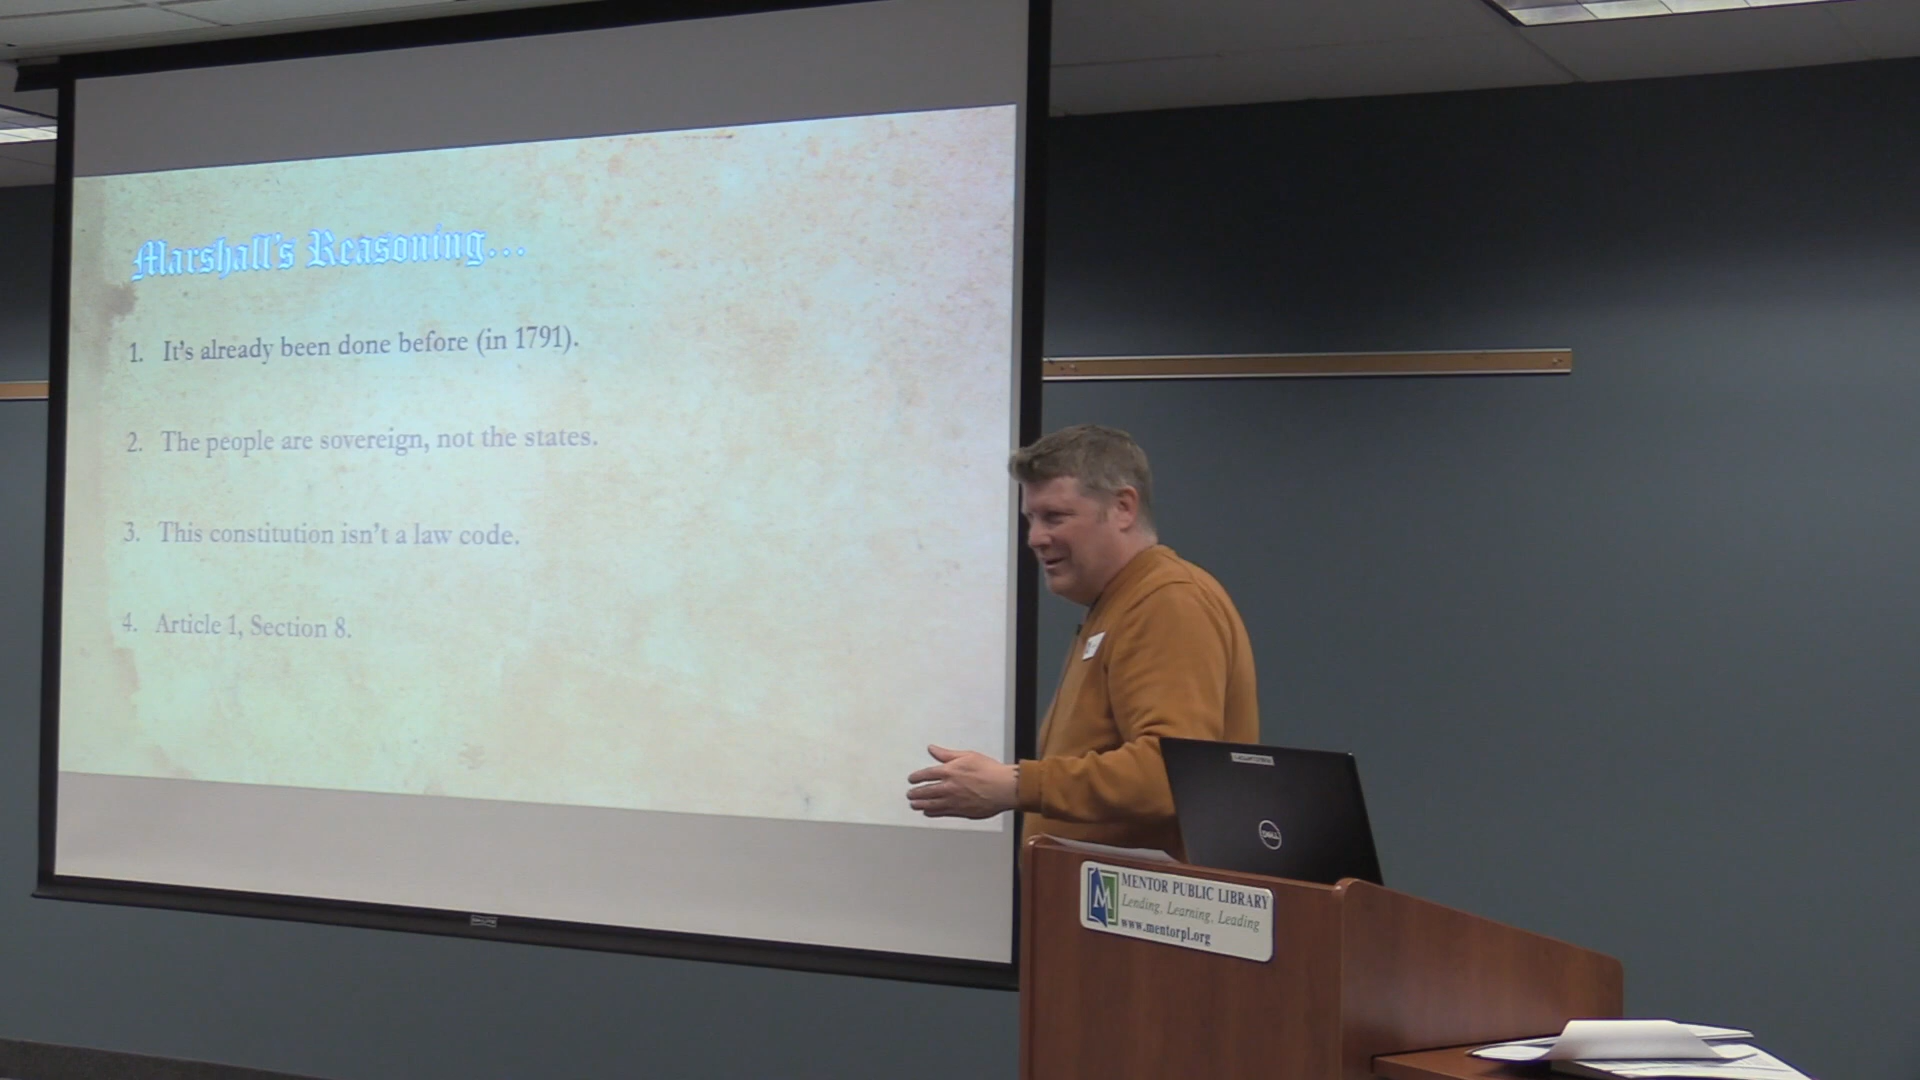 Marshall's Reasoning...
1. It's already been done before (in 1791).
2. The people are sovereign, not the states.
3. This constitution isn't a law code.
4. Article 1, Section 8.
DELL
M
MENTOR PUBLIC LIBRARY
Lending, Learning, Leading
www.mentorpl.org